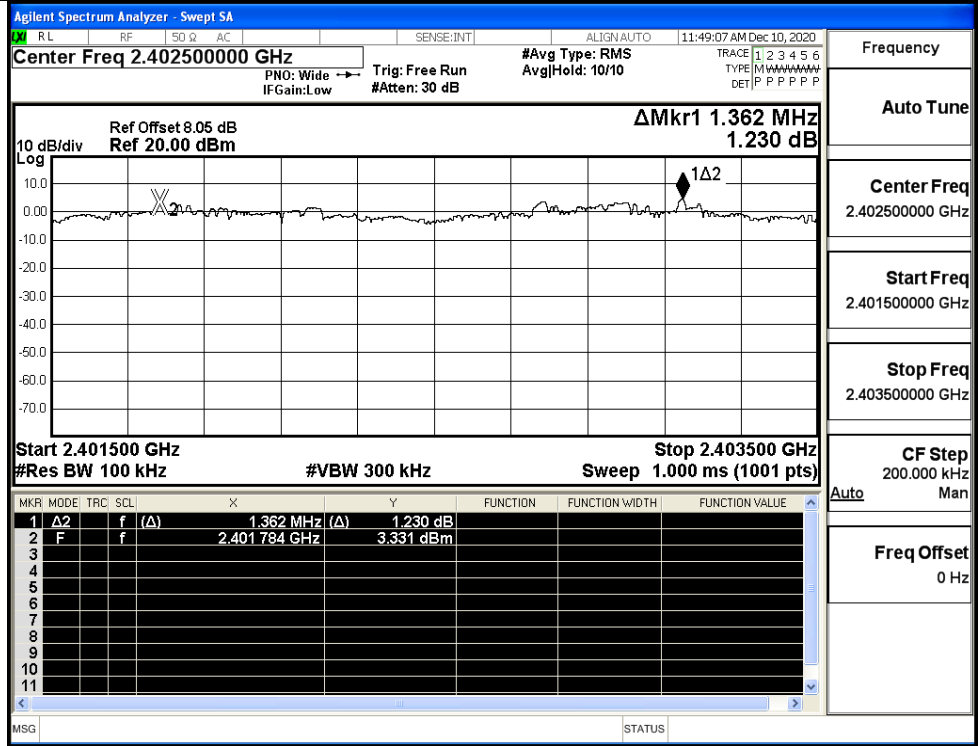 Agilent Spectrum Analyzer - Swept SA
LXI RL RF 50 Ω AC SENSE:INT ALIGN AUTO 11:49:07 AM Dec 10, 2020
Center Freq 2.402500000 GHz
PNO: Wide
IFGain:Low
Trig: Free Run
#Atten: 30 dB
#Avg Type: RMS
Avg|Hold: 10/10
TRACE 1 2 3 4 5 6
TYPE M WWWWW
DET P P P P P P
Ref Offset 8.05 dB
10 dB/div Ref 20.00 dBm
Log
ΔMkr1 1.362 MHz
1.230 dB
10.0
0.00
-10.0
-20.0
-30.0
-40.0
-50.0
-60.0
-70.0
2
1Δ2
Start 2.401500 GHz Stop 2.403500 GHz
#Res BW 100 kHz #VBW 300 kHz Sweep 1.000 ms (1001 pts)
MKR MODE TRC SCL X Y FUNCTION FUNCTION WIDTH FUNCTION VALUE
1 Δ2 f (Δ) 1.362 MHz (Δ) 1.230 dB
2 F f 2.401 784 GHz 3.331 dBm
3
4
5
6
7
8
9
10
11
MSG STATUS
Frequency
Auto Tune
Center Freq
2.402500000 GHz
Start Freq
2.401500000 GHz
Stop Freq
2.403500000 GHz
CF Step
200.000 kHz
Auto Man
Freq Offset
0 Hz